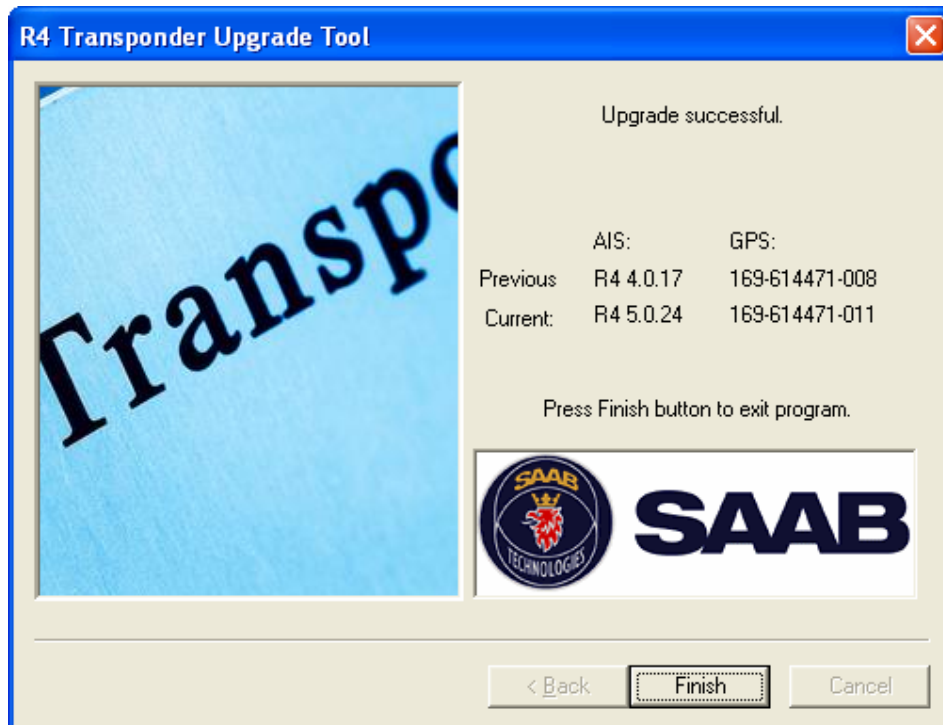 R4 Transponder Upgrade Tool
Transpo
Upgrade successful.
AIS: GPS:
Previous R4 4.0.17 169-614471-008
Current: R4 5.0.24 169-614471-011
Press Finish button to exit program.
SAAB
TECHNOLOGIES
SAAB
< Back Finish Cancel